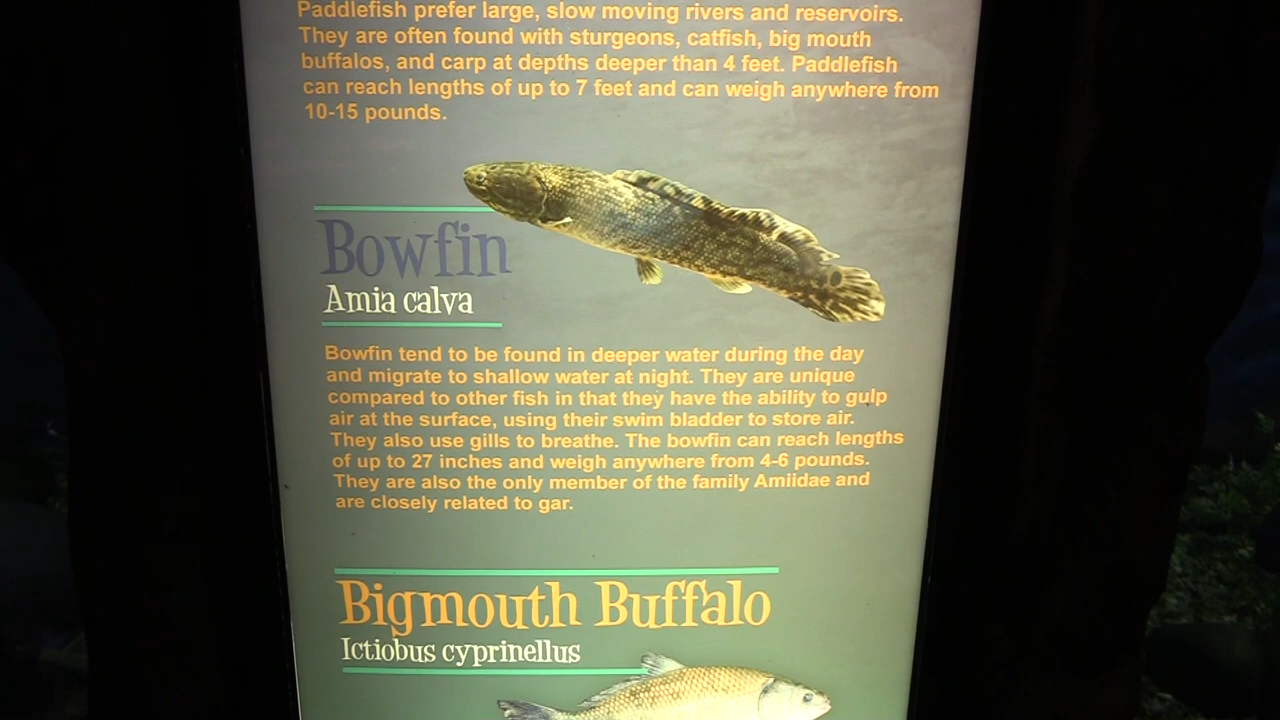 Paddlefish prefer large, slow moving rivers and reservoirs.
They are often found with sturgeons, catfish, big mouth
buffalos, and carp at depths deeper than 4 feet. Paddlefish
can reach lengths of up to 7 feet and can weigh anywhere from
10-15 pounds.
Bowfin
Amia calva
Bowfin tend to be found in deeper water during the day
and migrate to shallow water at night. They are unique
compared to other fish in that they have the ability to gulp
air at the surface, using their swim bladder to store air.
They also use gills to breathe. The bowfin can reach lengths
of up to 27 inches and weigh anywhere from 4-6 pounds.
They are also the only member of the family Amiidae and
are closely related to gar.
Bigmouth Buffalo
Ictiobus cyprinellus